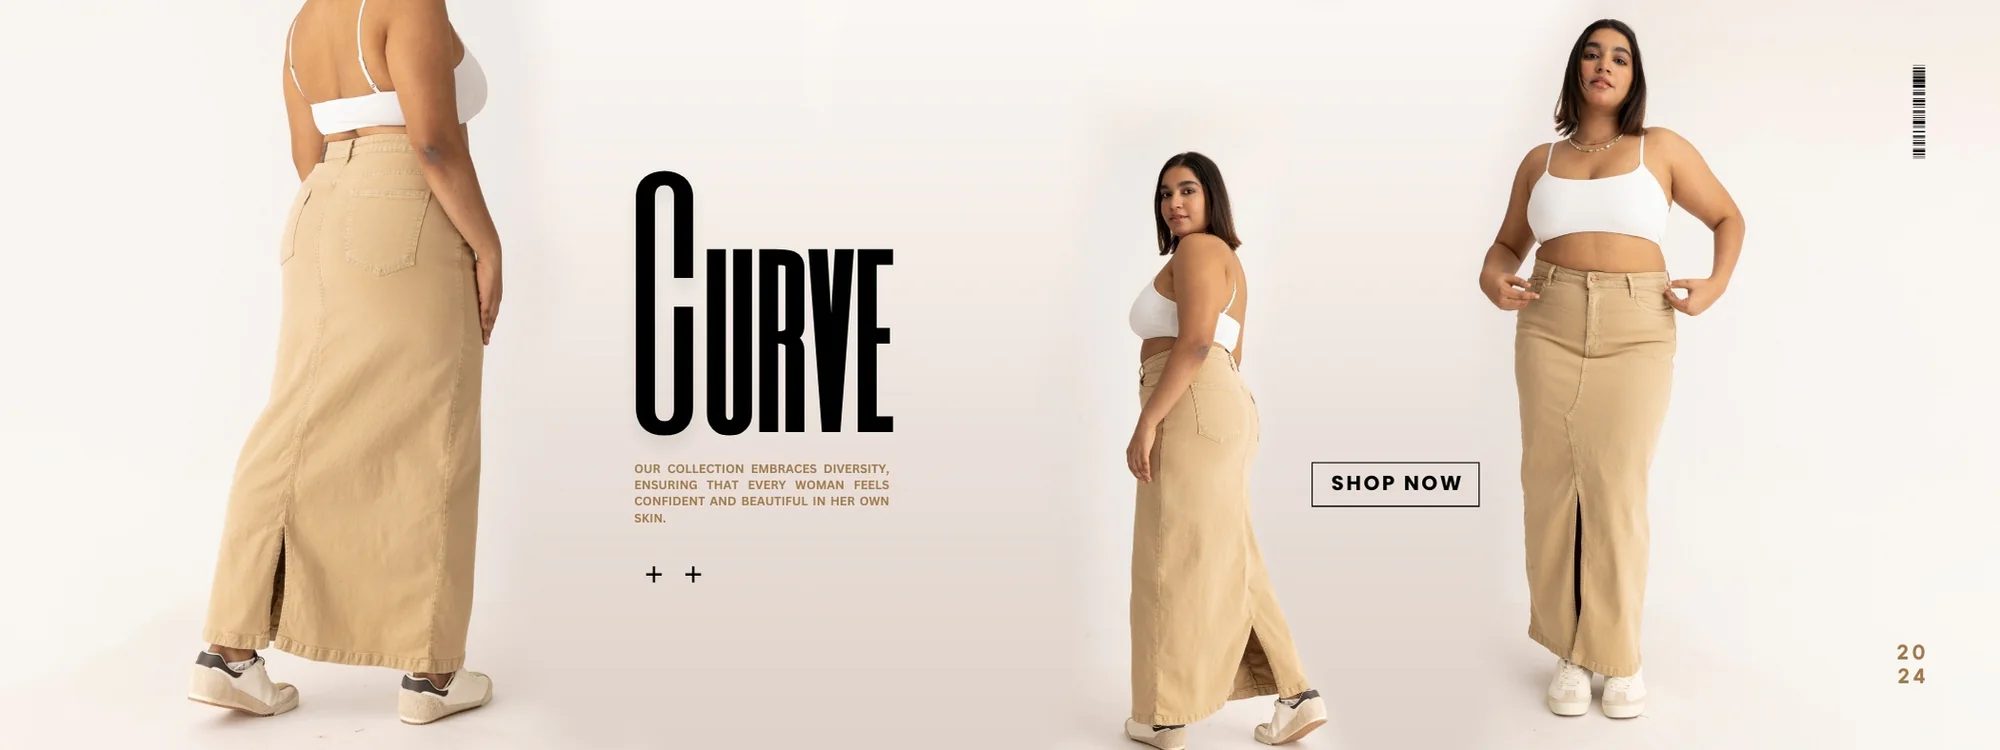 CURVE
OUR COLLECTION EMBRACES DIVERSITY,
ENSURING THAT EVERY WOMAN FEELS
CONFIDENT AND BEAUTIFUL IN HER OWN
SKIN.
+ +
SHOP NOW
20
24